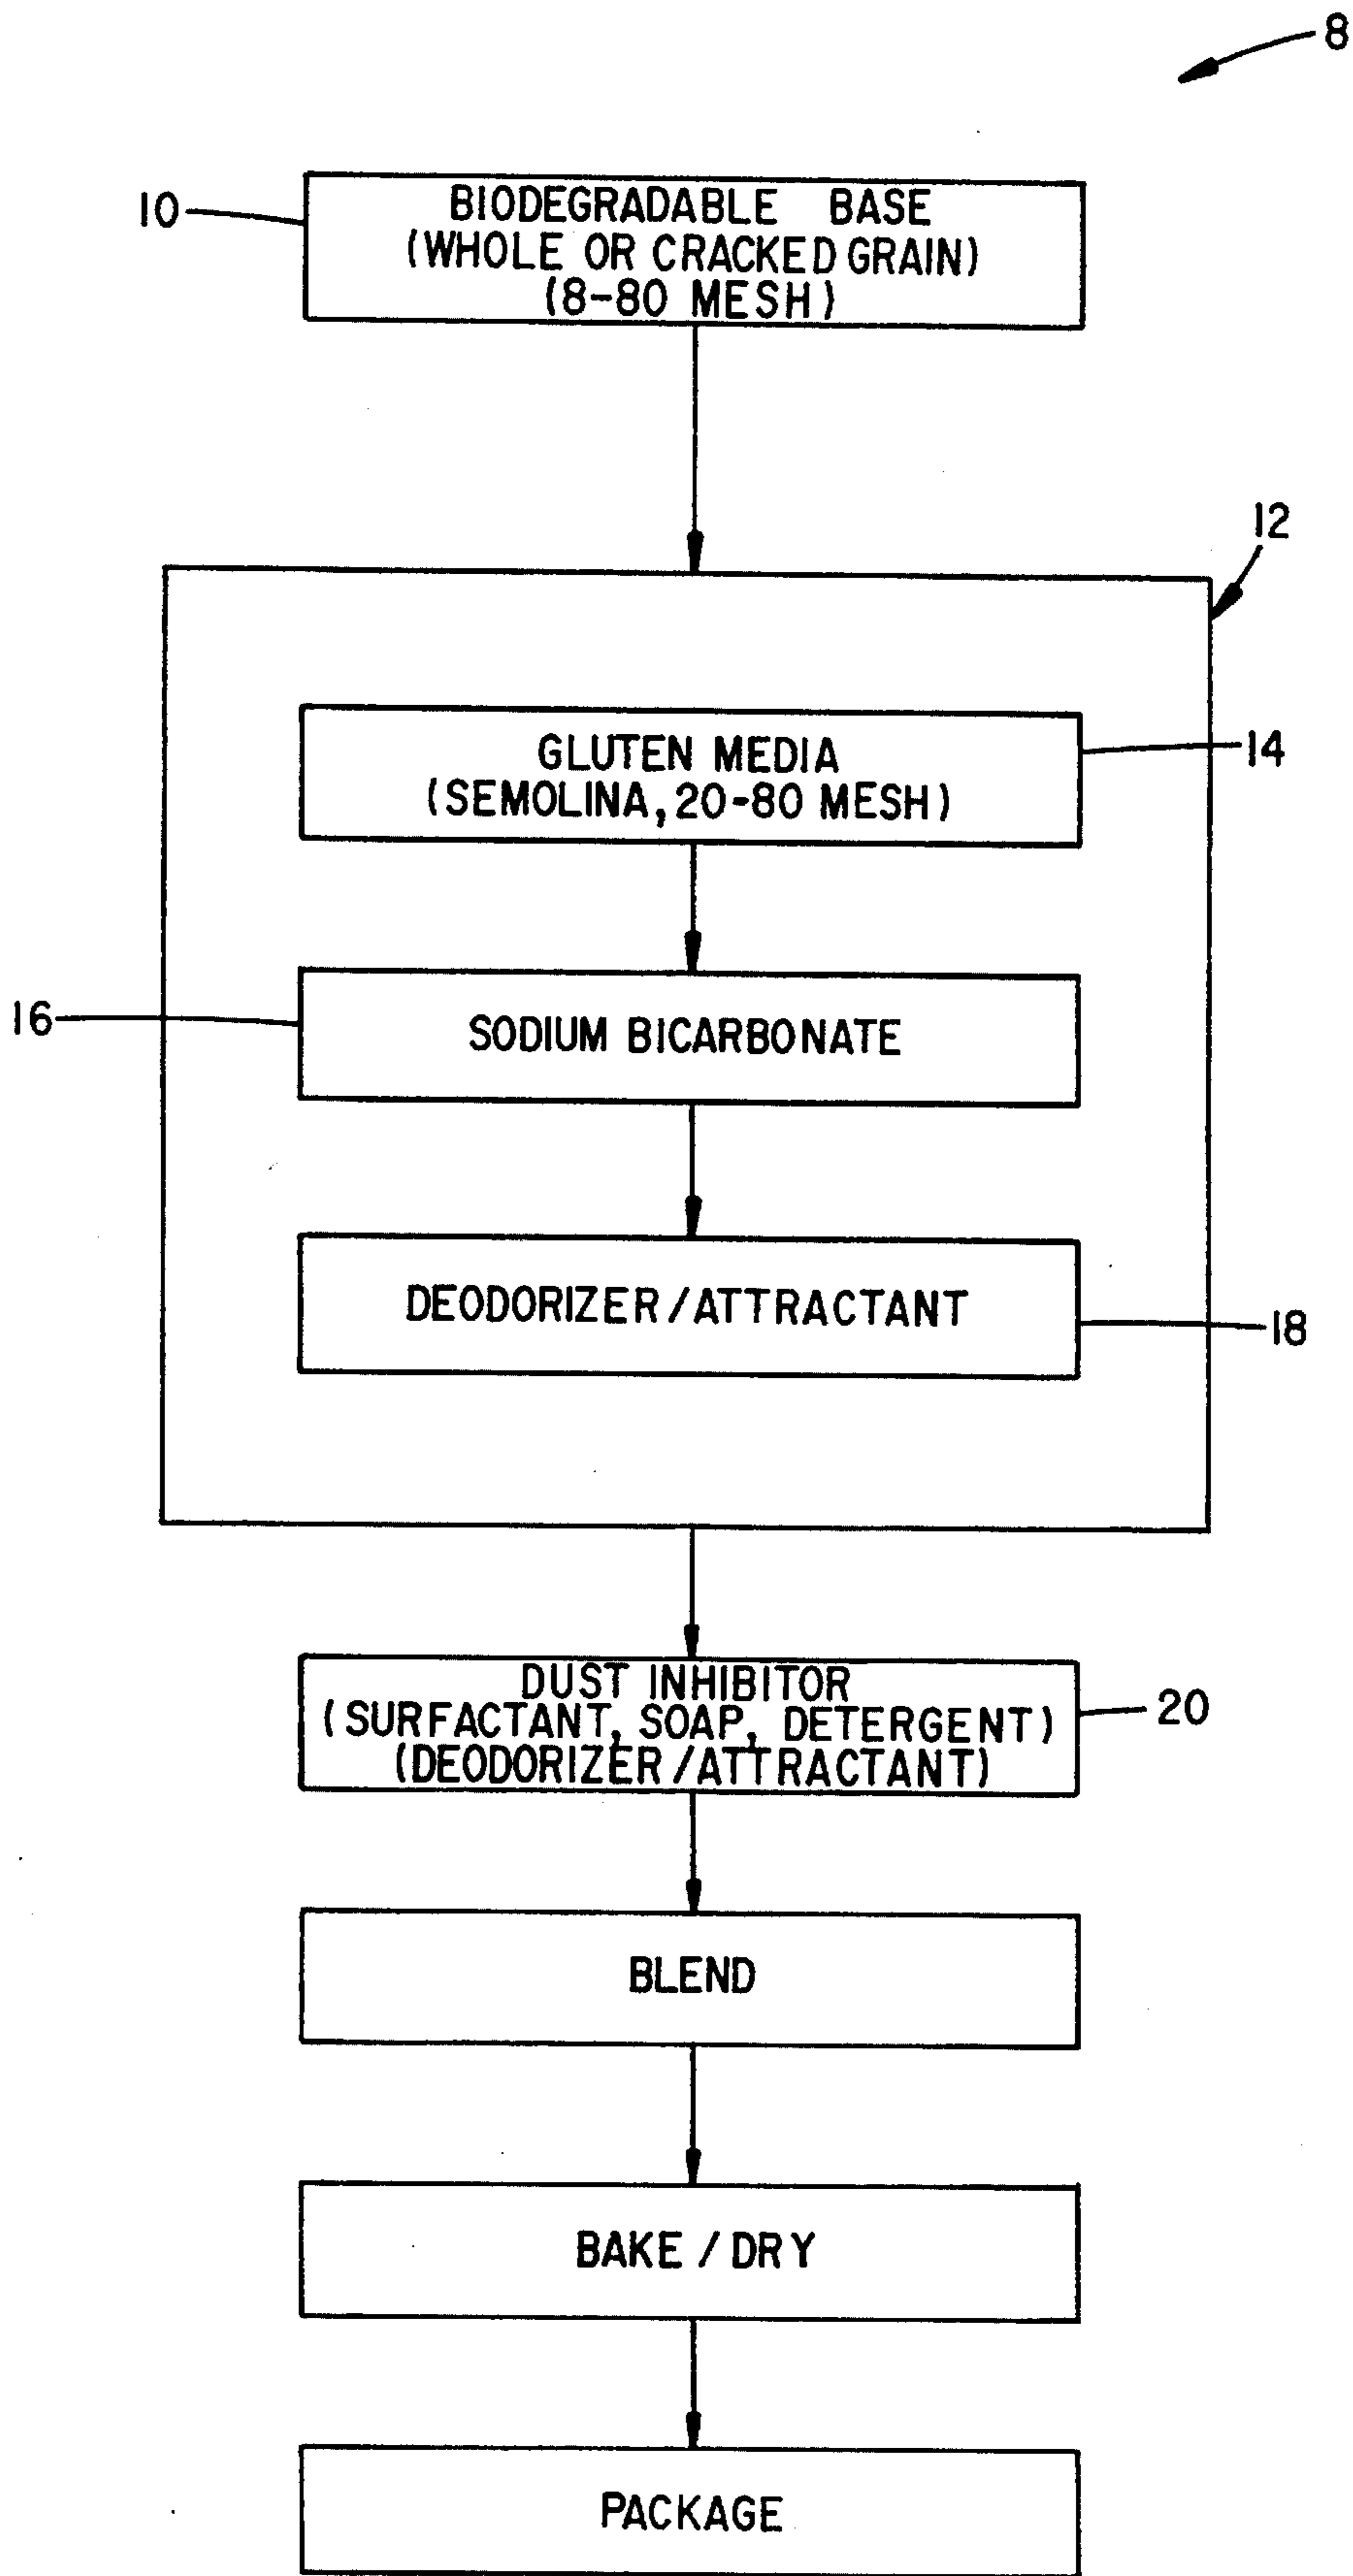 8
10
BIODEGRADABLE BASE
(WHOLE OR CRACKED GRAIN)
(8-80 MESH)
12
GLUTEN MEDIA
(SEMOLINA, 20-80 MESH)
14
16
SODIUM BICARBONATE
DEODORIZER/ATTRACTANT
18
DUST INHIBITOR
(SURFACTANT, SOAP, DETERGENT)
(DEODORIZER/ATTRACTANT)
20
BLEND
BAKE / DRY
PACKAGE